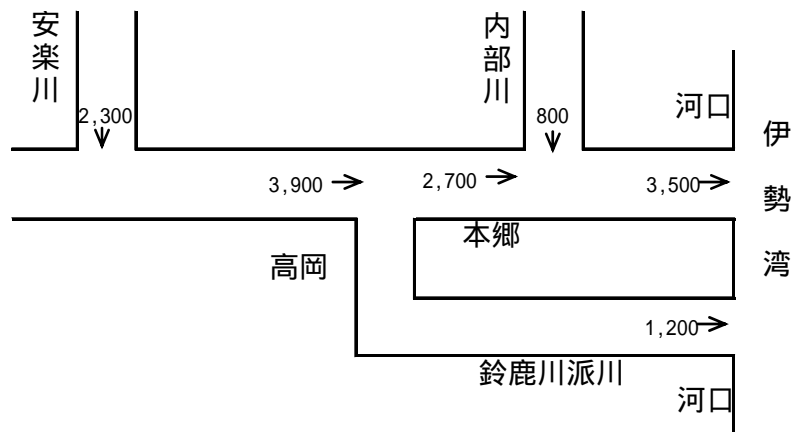 安楽川
内部川
河口
伊勢湾
2,300
800
3,900
2,700
3,500
本郷
高岡
1,200
鈴鹿川派川
河口